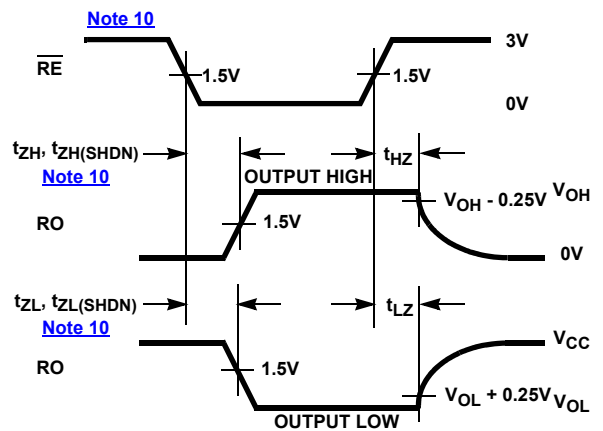 Note 10
3V
RE
1.5V
1.5V
0V
tZH, tZH(SHDN)
tHZ
Note 10
OUTPUT HIGH
VOH - 0.25V VOH
RO
1.5V
0V
tZL, tZL(SHDN)
tLZ
Note 10
VCC
RO
1.5V
VOL + 0.25V VOL
OUTPUT LOW